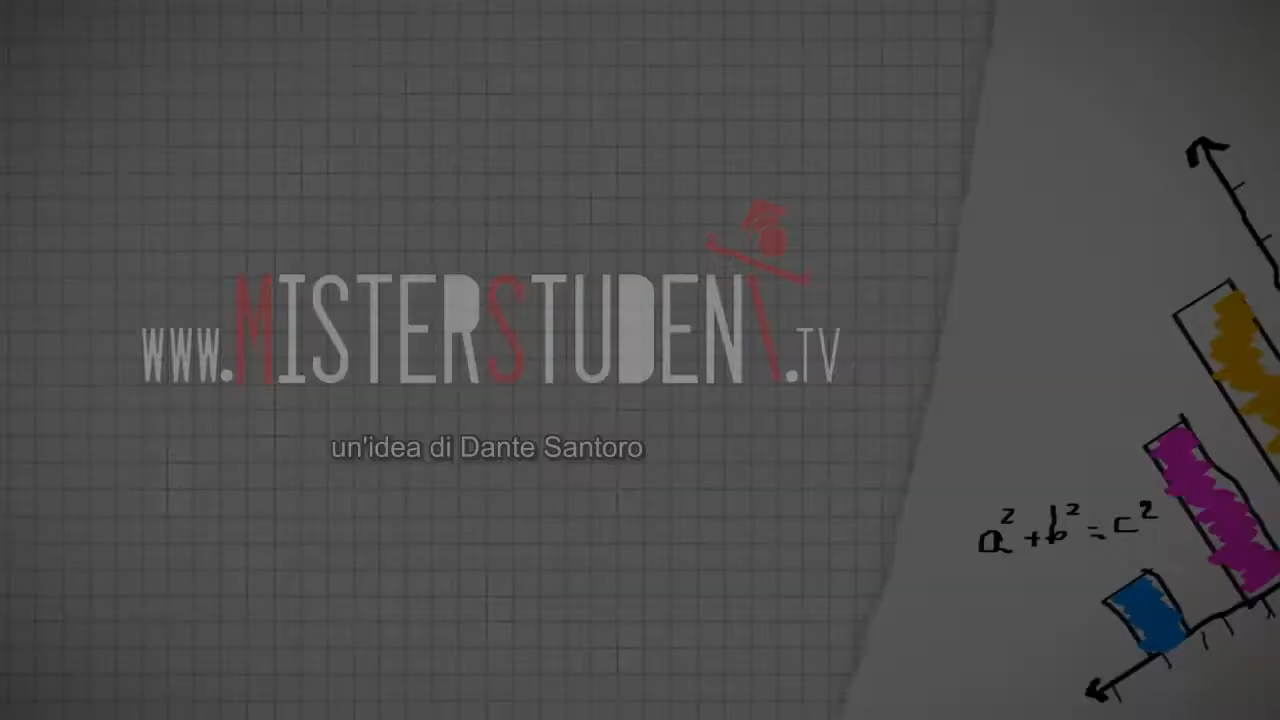 www.MISTERSTUDENT.TV
un'idea di Dante Santoro
a² + b² = c²